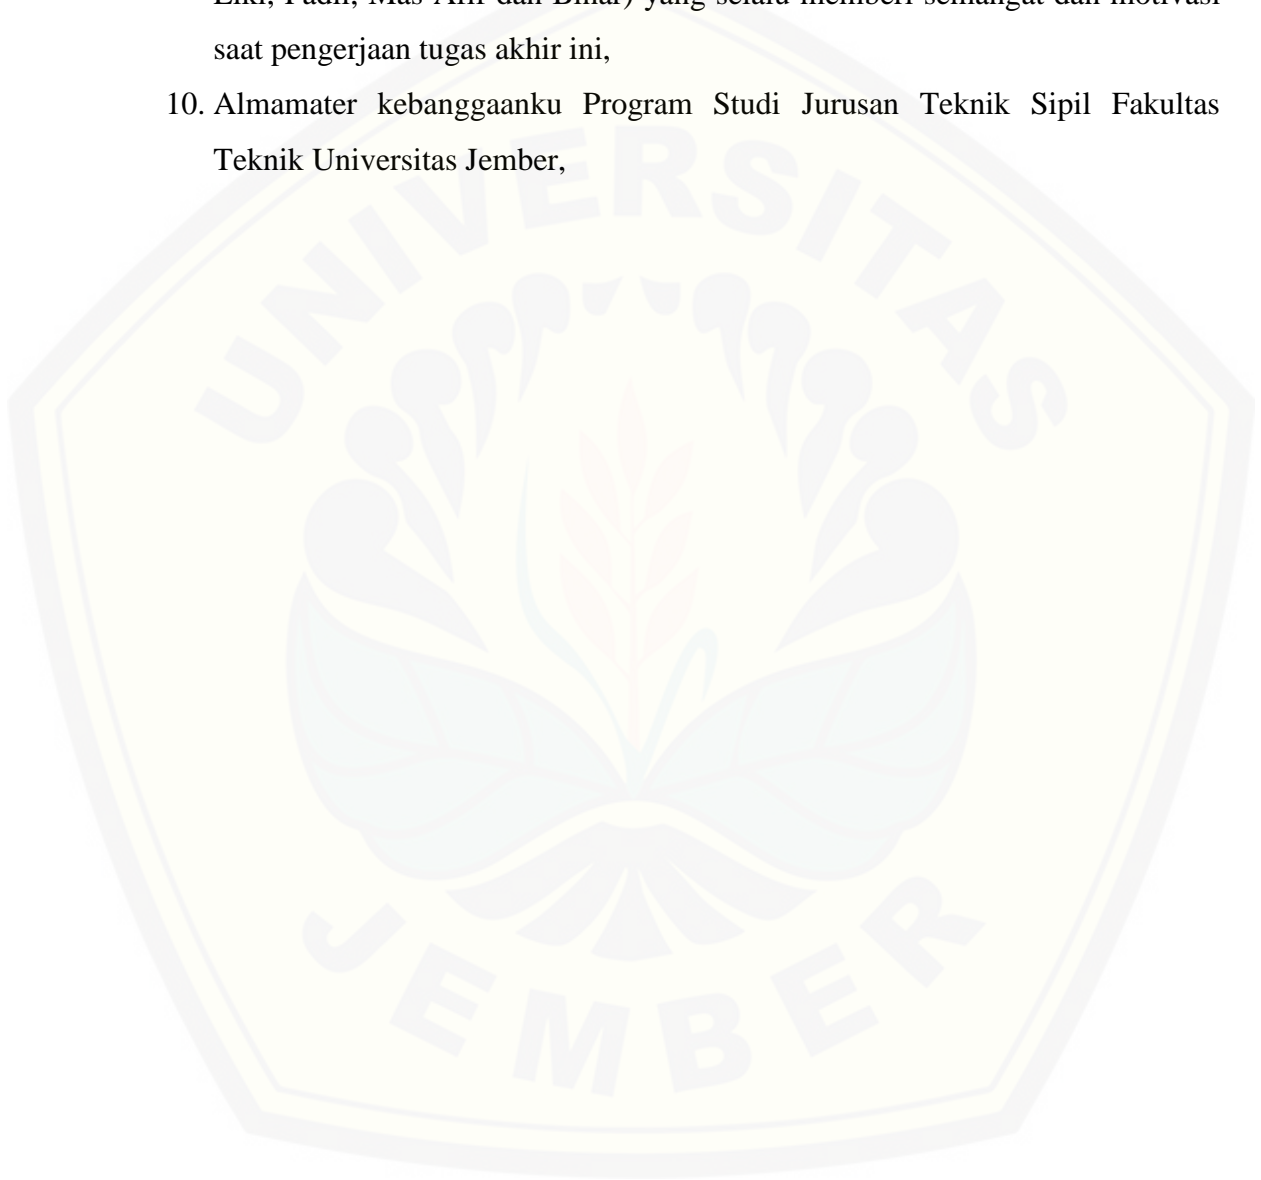 dan yang selalu memberi semangat dan motivasi
saat pengerjaan tugas akhir ini,
10. Almamater kebanggaanku Program Studi Jurusan Teknik Sipil Fakultas
Teknik Universitas Jember,
UNIVERSITAS
JEMBER